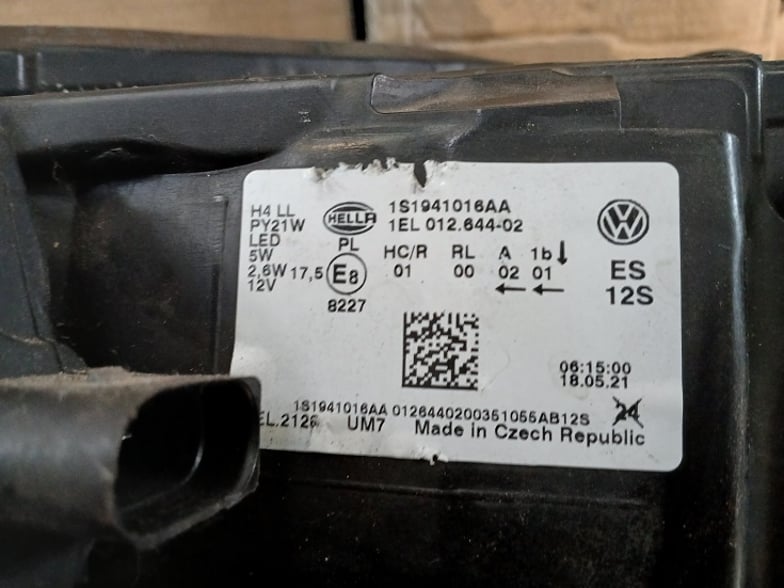 H4 LL
PY21W
LED
5W
2,6W
12V
HELLA
PL
17,5
E8
8227
1S1941016AA
1EL 012.644-02
HC/R RL A 1b↓
01 00 02 01
← ←
VW
ES
12S
06:15:00
18.05.21
1S1941016AA 0126440200351055AB12S 24
UM7 Made in Czech Republic